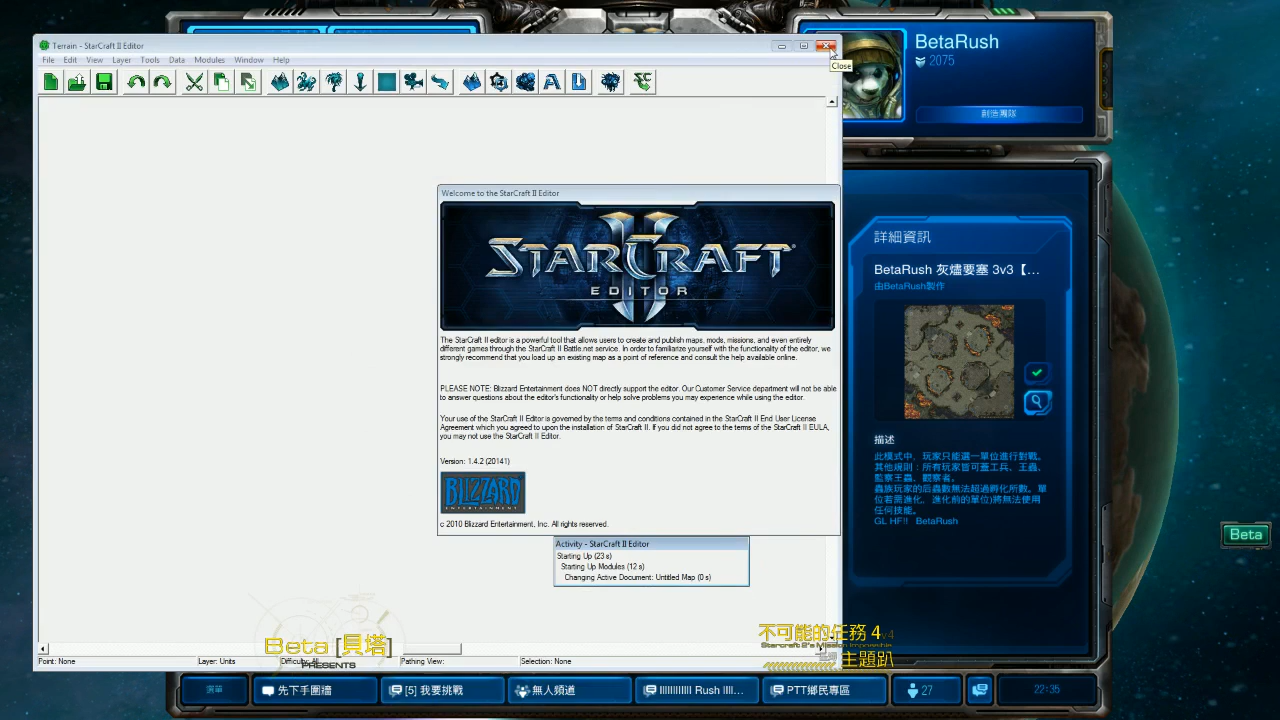 Terrain - StarCraft II Editor
File Edit View Layer Tools Data Modules Window Help
Close
BetaRush
2075
創造團隊
Welcome to the StarCraft II Editor
STARCRAFT
II
EDITOR
The StarCraft II editor is a powerful tool that allows users to create and publish maps, mods, missions, and even entirely
different games through the StarCraft II Battle.net service. In order to familiarize yourself with the functionality of the editor, we
strongly recommend that you load up an existing map as a point of reference and consult the help available online.
PLEASE NOTE: Blizzard Entertainment does NOT directly support the editor. Our Customer Service department will not be able
to answer questions about the editor's functionality or help solve problems you may experience while using the editor.
Your use of the StarCraft II Editor is governed by the terms and conditions contained in the StarCraft II End User License
Agreement which you agreed to upon the installation of StarCraft II. If you did not agree to the terms of the StarCraft II EULA,
you may not use the StarCraft II Editor.
Version: 1.4.2 (20141)
BLIZZARD
ENTERTAINMENT
c 2010 Blizzard Entertainment, Inc. All rights reserved.
Activity - StarCraft II Editor
Starting Up (23 s)
Starting Up Modules (12 s)
Changing Active Document: Untitled Map (0 s)
詳細資訊
BetaRush 灰燼要塞 3v3【...
由BetaRush製作
描述
此模式中，玩家只能選一單位進行對戰。
其他規則：所有玩家皆可蓋工兵、王蟲、
監察王蟲、觀察者。
蟲族玩家的后蟲數無法超過孵化所數。單
位若需進化，進化前的單位)將無法使用
任何技能。
GL HF!! BetaRush
Beta
Beta [貝塔]
PRESENTS
不可能的任務 4 v4
Starcraft 2's Mission Impossible
主題趴
Point: None Layer: Units Difficulty: All Pathing View: Selection: None
選單 先下手圍牆 [5] 我要挑戰 無人頻道 IIIIIIIIIIII Rush IIII... PTT鄉民專區 27 22:35